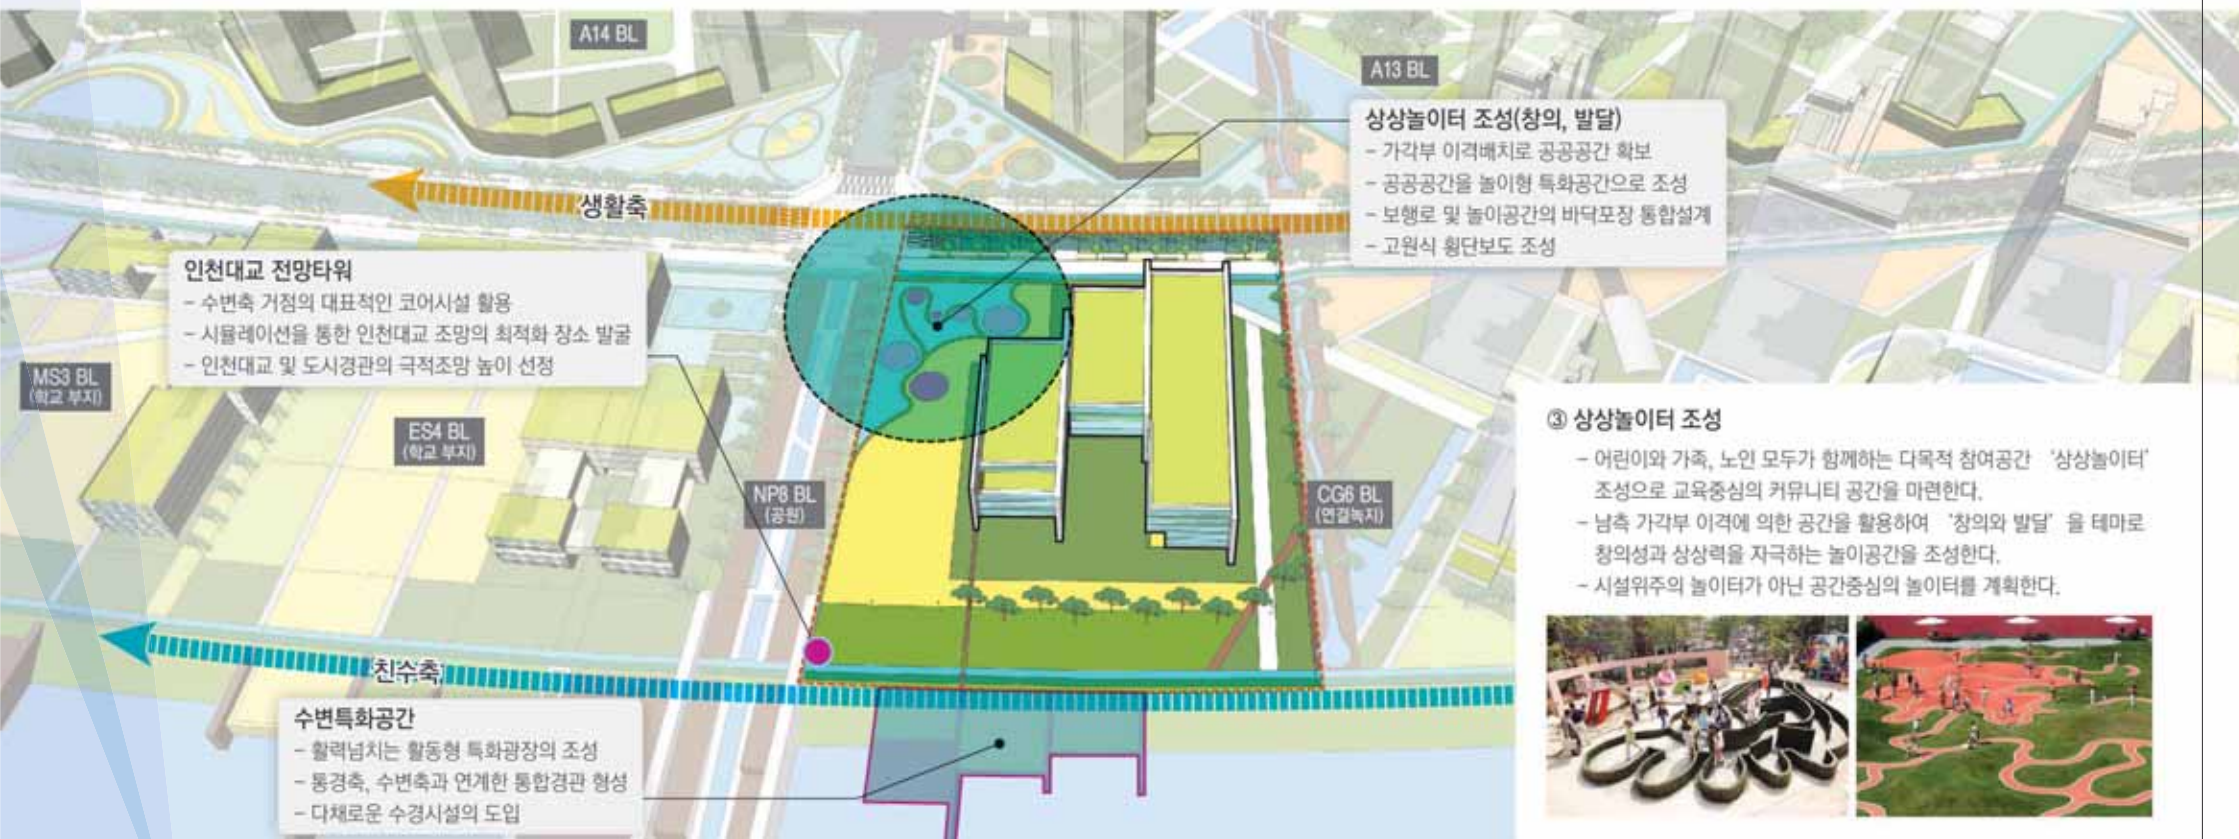 A14 BL
A13 BL
상상놀이터 조성(창의, 발달)
- 가각부 이격배치로 공공공간 확보
- 공공공간을 놀이형 특화공간으로 조성
- 보행로 및 놀이공간의 바닥포장 통합설계
- 고원식 횡단보도 조성
생활축
인천대교 전망타워
- 수변축 거점의 대표적인 코어시설 활용
- 시뮬레이션을 통한 인천대교 조망의 최적화 장소 발굴
- 인천대교 및 도시경관의 극적조망 높이 선정
MS3 BL
(학교 부지)
ES4 BL
(학교 부지)
NP8 BL
(공원)
CG6 BL
(연결녹지)
③ 상상놀이터 조성
- 어린이와 가족, 노인 모두가 함께하는 다목적 참여공간 ‘상상놀이터’
조성으로 교육중심의 커뮤니티 공간을 마련한다.
- 남측 가각부 이격에 의한 공간을 활용하여 ‘창의와 발달’ 을 테마로
창의성과 상상력을 자극하는 놀이공간을 조성한다.
- 시설위주의 놀이터가 아닌 공간중심의 놀이터를 계획한다.
친수축
수변특화공간
- 활력넘치는 활동형 특화광장의 조성
- 통경축, 수변축과 연계한 통합경관 형성
- 다채로운 수경시설의 도입